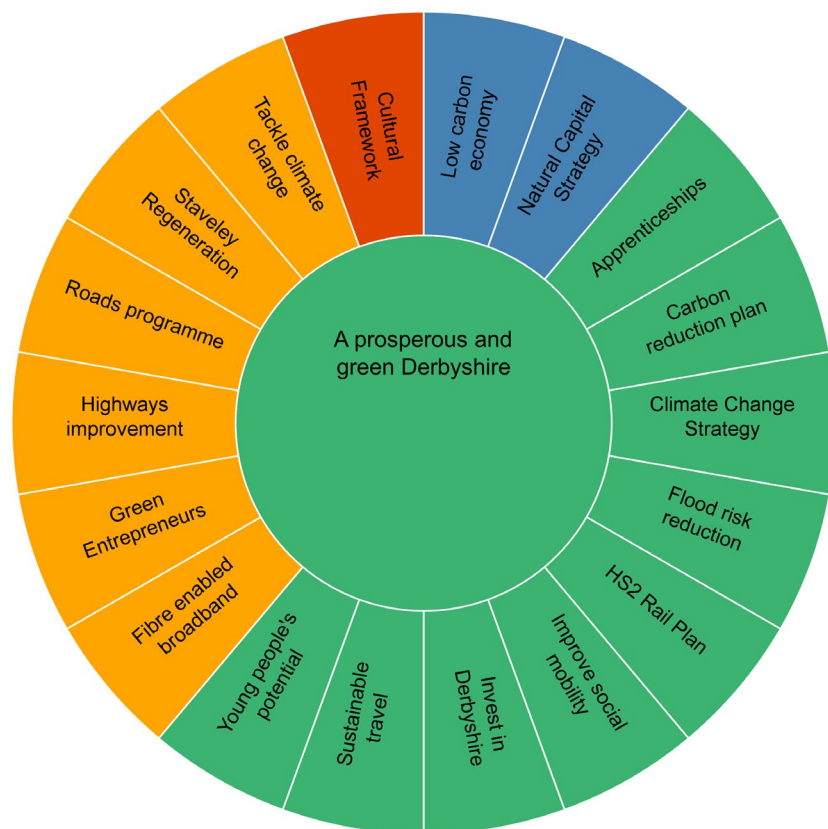 A prosperous and
green Derbyshire
Low carbon
economy
Natural Capital
Strategy
Apprenticeships
Carbon
reduction plan
Climate Change
Strategy
Flood risk
reduction
HS2 Rail Plan
Improve social
mobility
Invest in
Derbyshire
Sustainable
travel
Young people's
potential
Fibre enabled
broadband
Green
Entrepreneurs
Highways
improvement
Roads programme
Staveley
Regeneration
Tackle climate
change
Cultural
Framework